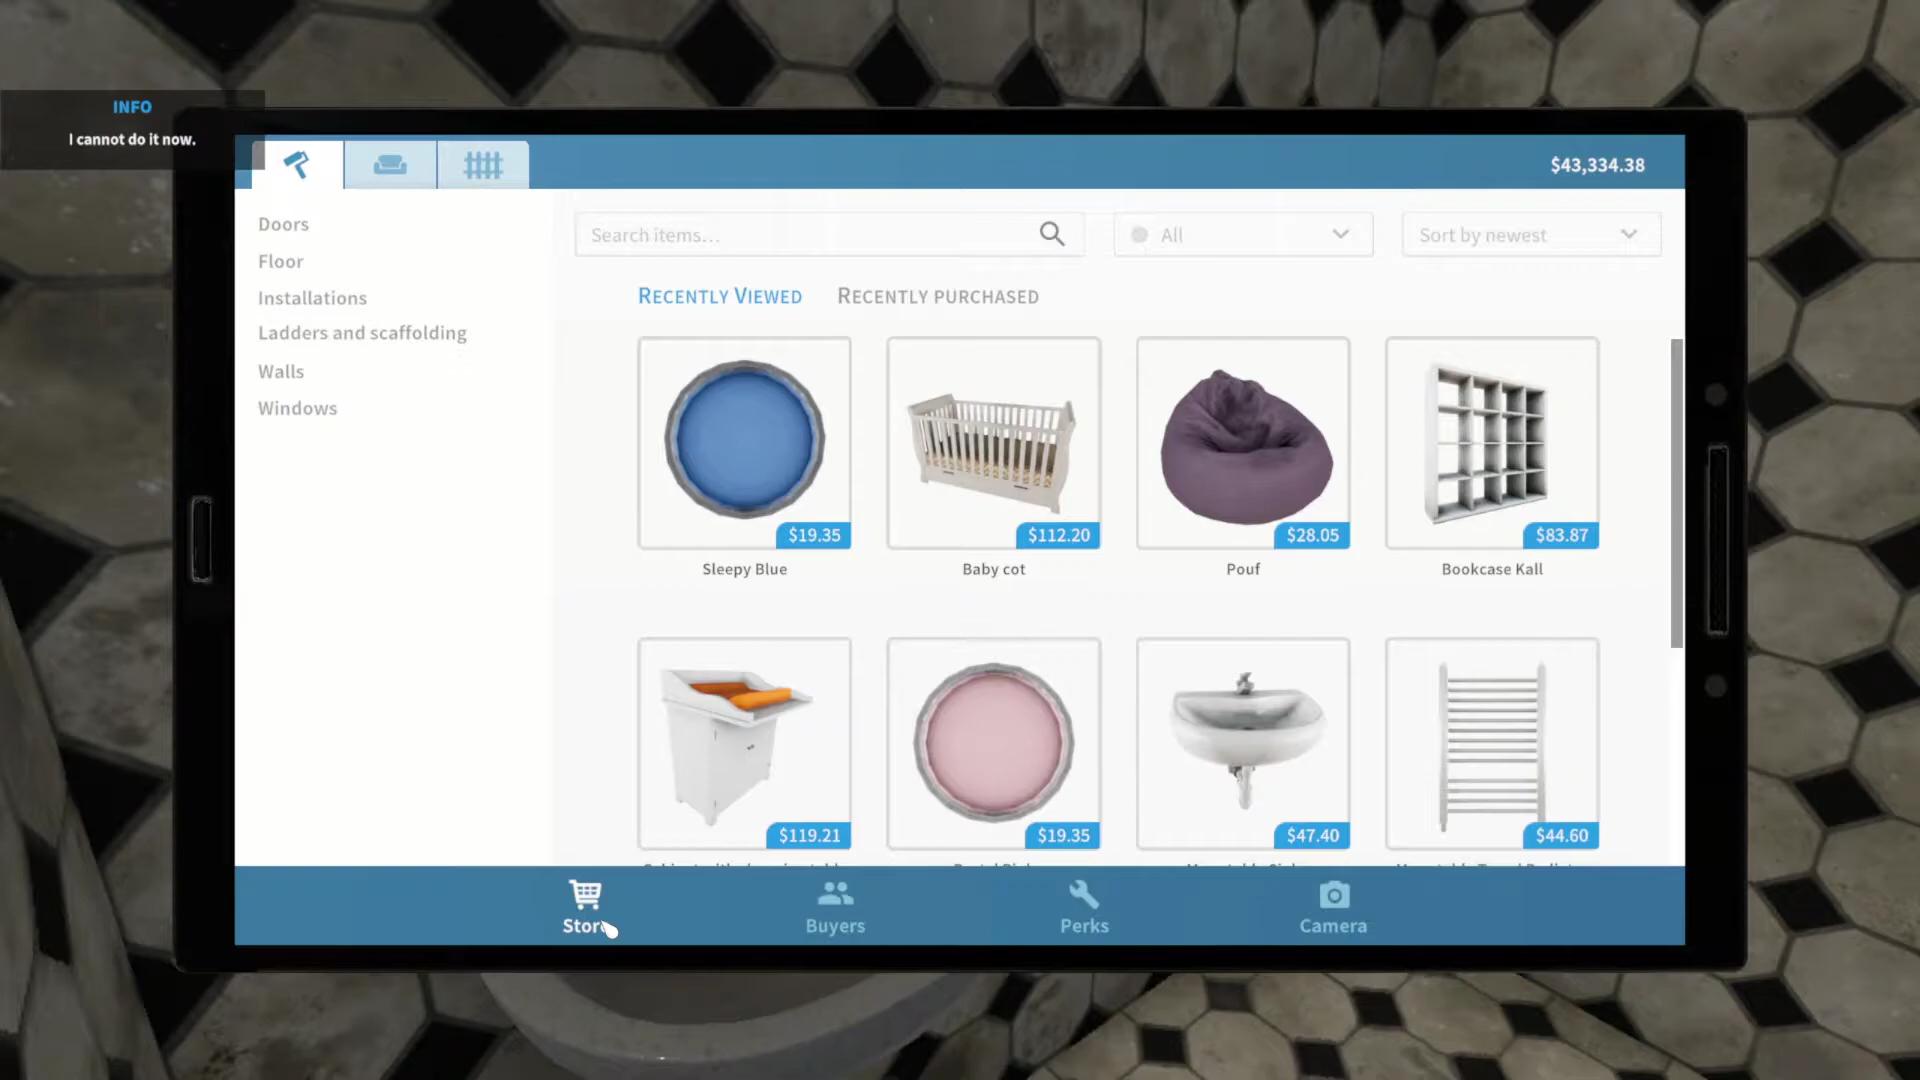 INFO
I cannot do it now.
$43,334.38
Doors
Floor
Installations
Ladders and scaffolding
Walls
Windows
Search items...
All
Sort by newest
RECENTLY VIEWED
RECENTLY PURCHASED
$19.35
$112.20
$28.05
$83.87
Sleepy Blue
Baby cot
Pouf
Bookcase Kall
$119.21
$19.35
$47.40
$44.60
Store
Buyers
Perks
Camera